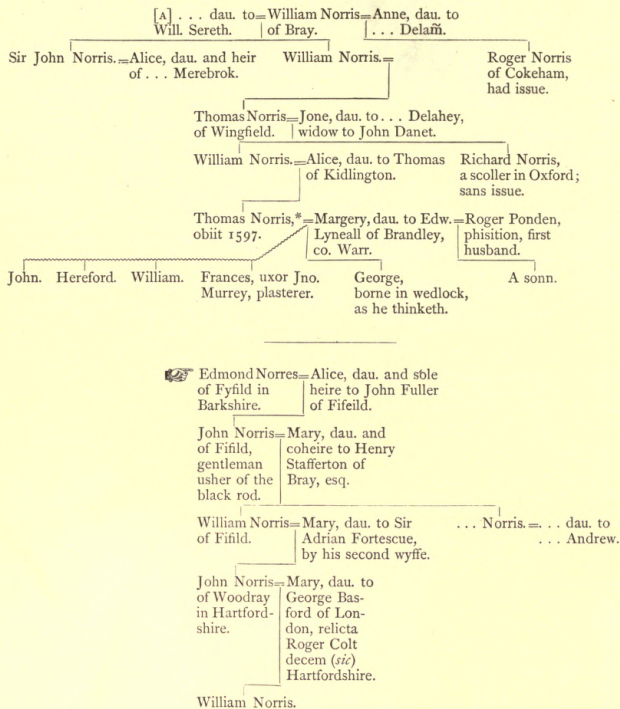 [A] . . . dau. to=William Norris=Anne, dau. to
Will. Sereth. of Bray. . . . Delam̃.
Sir John Norris.=Alice, dau. and heir William Norris.= Roger Norris
of . . . Merebrok. of Cokeham,
had issue.
Thomas Norris=Jone, dau. to . . . Delahey,
of Wingfield. widow to John Danet.
William Norris.=Alice, dau. to Thomas Richard Norris,
of Kidlington. a scoller in Oxford;
sans issue.
Thomas Norris,*=Margery, dau. to Edw.=Roger Ponden,
obiit 1597. Lyneall of Brandley, phisition, first
co. Warr. husband.
John. Hereford. William. Frances, uxor Jno. George, A sonn.
Murrey, plasterer. borne in wedlock,
as he thinketh.
☞ Edmond Norres=Alice, dau. and sole
of Fyfild in heire to John Fuller
Barkshire. of Fifeild.
John Norris=Mary, dau. and
of Fifild, coheire to Henry
gentleman Stafferton of
usher of the Bray, esq.
black rod.
William Norris=Mary, dau. to Sir . . . Norris.=. . . dau. to
of Fifild. Adrian Fortescue, . . . Andrew.
by his second wyffe.
John Norris=Mary, dau. to
of Woodray George Bas-
in Hartford- ford of Lon-
shire. don, relicta
Roger Colt
decem (sic)
Hartfordshire.
William Norris.